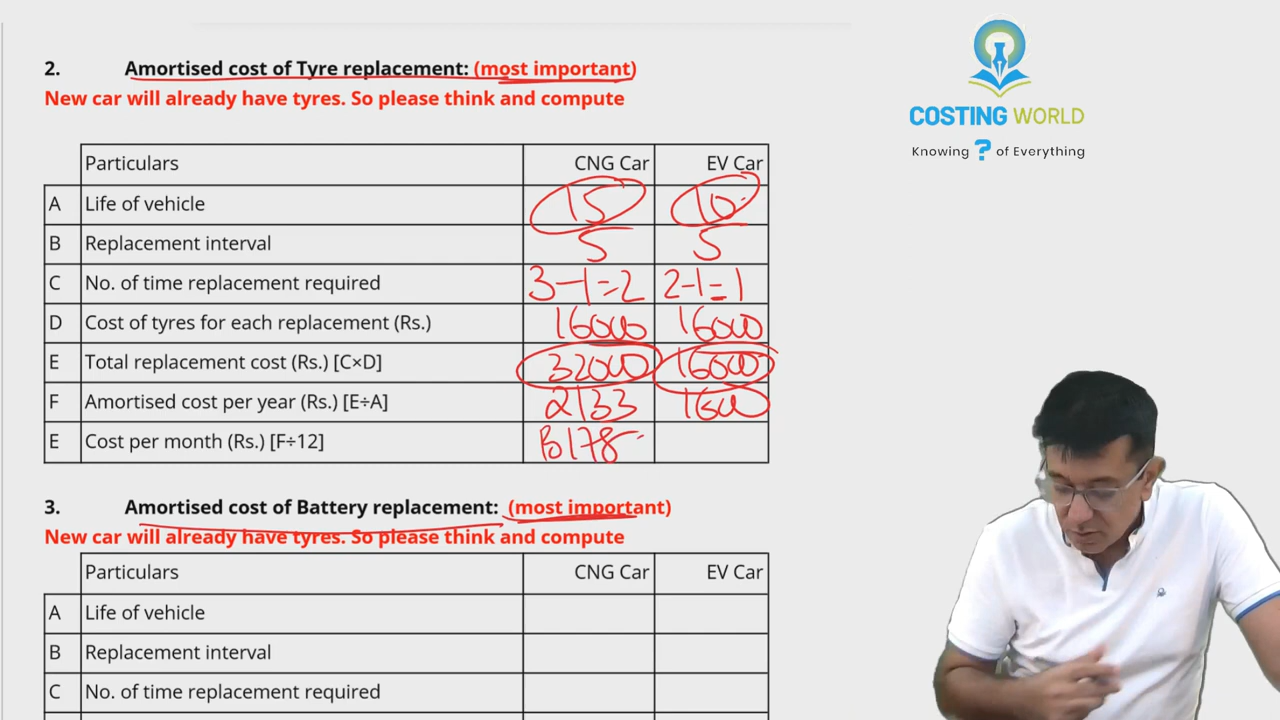 2. Amortised cost of Tyre replacement: (most important)
New car will already have tyres. So please think and compute
COSTING WORLD
Knowing ? of Everything
Particulars CNG Car EV Car
A Life of vehicle 15 10
B Replacement interval 5 5
C No. of time replacement required 3-1=2 2-1=1
D Cost of tyres for each replacement (Rs.) 16000 16000
E Total replacement cost (Rs.) [C×D] 32000 16000
F Amortised cost per year (Rs.) [E÷A] 2133 1600
E Cost per month (Rs.) [F÷12] 178
3. Amortised cost of Battery replacement: (most important)
New car will already have tyres. So please think and compute
Particulars CNG Car EV Car
A Life of vehicle
B Replacement interval
C No. of time replacement required